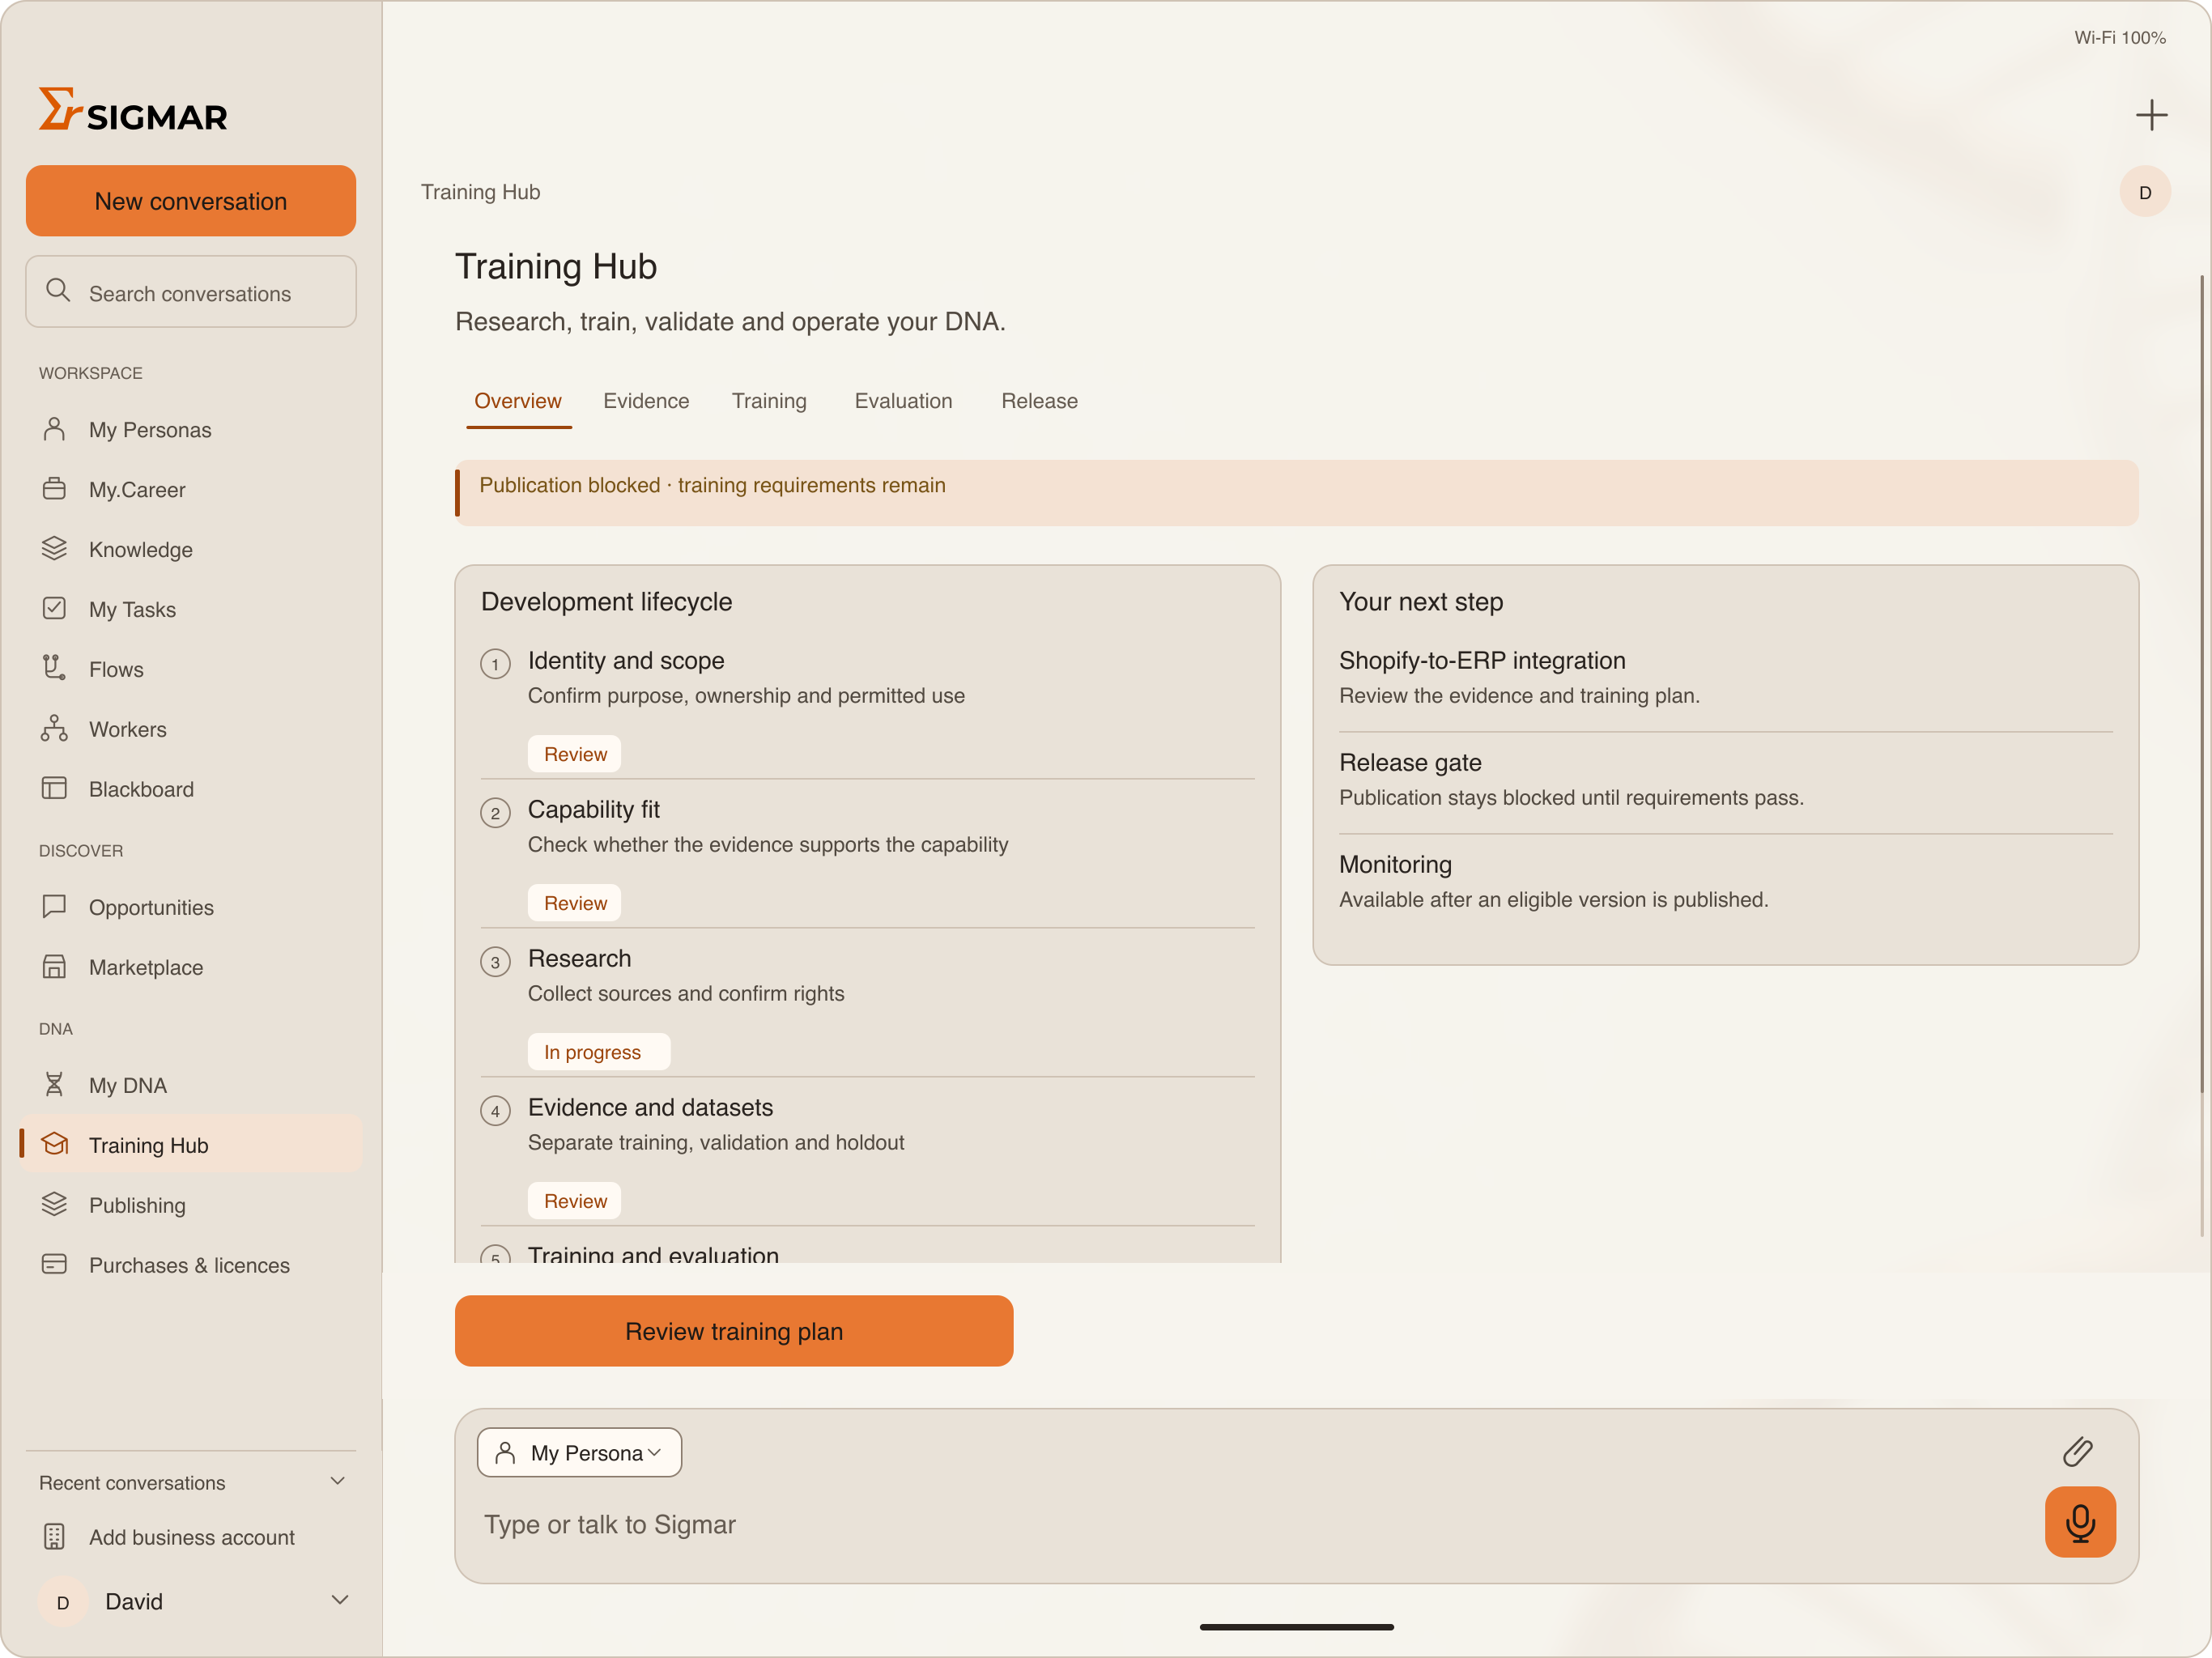 Wi-Fi 100%
Σr SIGMAR
New conversation
Search conversations
WORKSPACE
My Personas
My.Career
Knowledge
My Tasks
Flows
Workers
Blackboard
DISCOVER
Opportunities
Marketplace
DNA
My DNA
Training Hub
Publishing
Purchases & licences
Recent conversations
Add business account
D
David
Training Hub
D
Training Hub
Research, train, validate and operate your DNA.
Overview
Evidence
Training
Evaluation
Release
Publication blocked · training requirements remain
Development lifecycle
1
Identity and scope
Confirm purpose, ownership and permitted use
Review
2
Capability fit
Check whether the evidence supports the capability
Review
3
Research
Collect sources and confirm rights
In progress
4
Evidence and datasets
Separate training, validation and holdout
Review
5
Training and evaluation
Your next step
Shopify-to-ERP integration
Review the evidence and training plan.
Release gate
Publication stays blocked until requirements pass.
Monitoring
Available after an eligible version is published.
Review training plan
My Persona
Type or talk to Sigmar